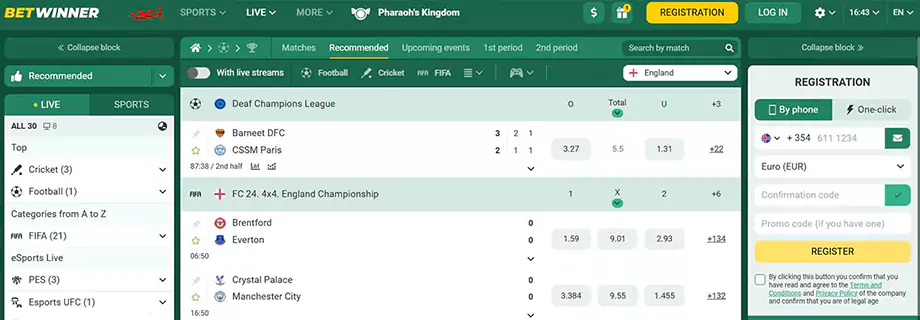 BETWINNER
SPORTS
LIVE
MORE
Pharaoh's Kingdom
$
REGISTRATION
LOG IN
16:43
EN
Collapse block
Matches
Recommended
Upcoming events
1st period
2nd period
Search by match
Collapse block
Recommended
With live streams
Football
Cricket
FIFA
England
REGISTRATION
LIVE
SPORTS
Deaf Champions League
O
Total
U
+3
By phone
One-click
ALL 30
8
Barneet DFC
3 2 1
CSSM Paris
2 1 1
3.27
5.5
1.31
+22
87:38 / 2nd half
+ 354
611 1234
Top
Cricket (3)
Football (1)
Euro (EUR)
FC 24. 4x4. England Championship
1
X
2
+6
Confirmation code
Categories from A to Z
FIFA (21)
Brentford
0
Everton
0
1.59
9.01
2.93
+134
06:50
Promo code (if you have one)
REGISTER
eSports Live
PES (3)
Esports UFC (1)
Crystal Palace
0
Manchester City
0
3.384
9.55
1.455
+132
16:50
By clicking this button you confirm that you
have read and agree to the Terms and
Conditions and Privacy Policy of the company
and confirm that you are of legal age